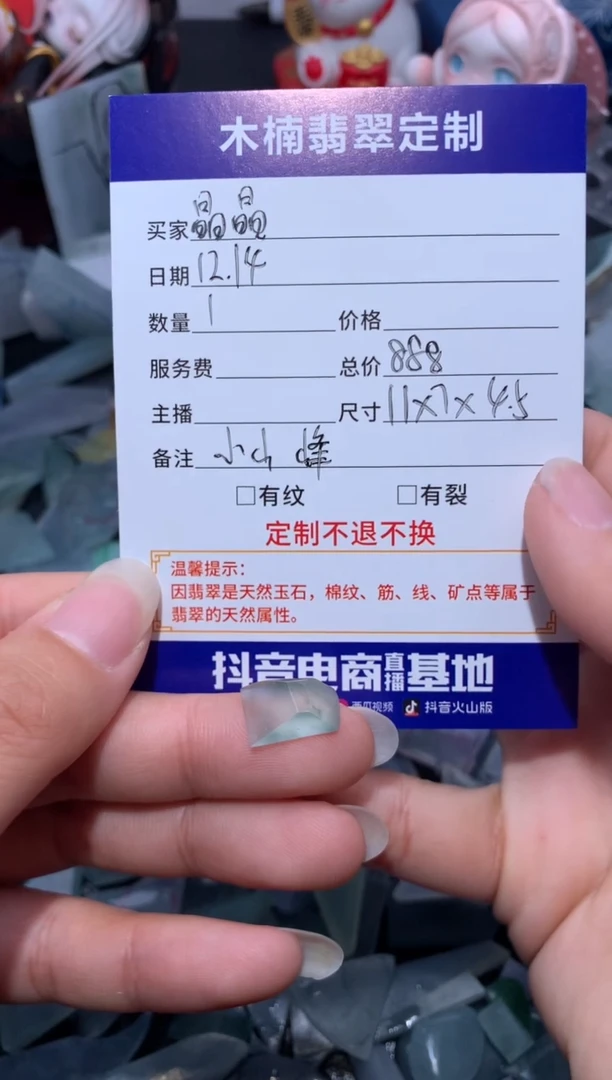 木楠翡翠定制
买家 晶晶
日期 12.14
数量 1 价格
服务费 总价 888
主播 尺寸 11×7×4.5
备注 小山峰
□有纹 □有裂
定制不退不换
温馨提示：
因翡翠是天然玉石，棉纹、筋、线、矿点等属于
翡翠的天然属性。
抖音电商直播基地
西瓜视频 抖音火山版